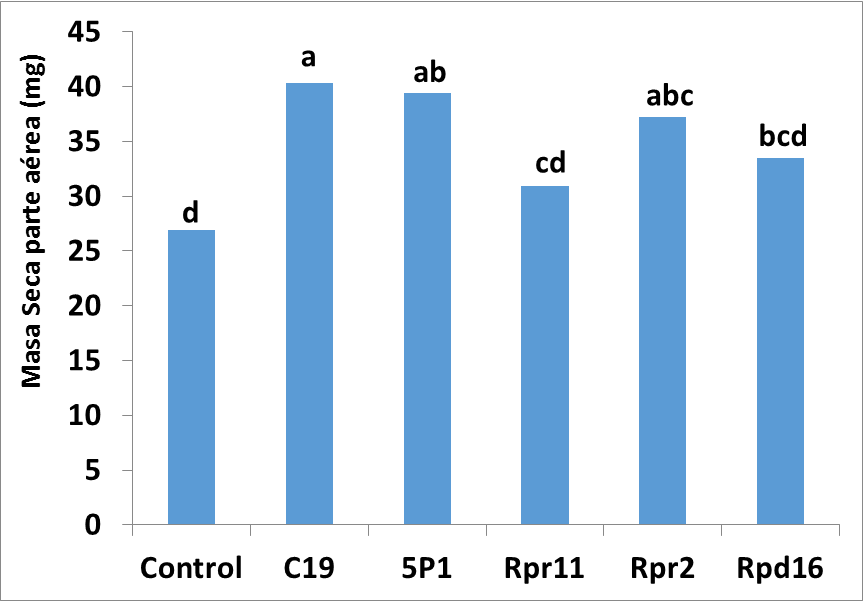 Masa Seca parte aérea (mg)
45
40
35
30
25
20
15
10
5
0
d
a
ab
cd
abc
bcd
Control C19 5P1 Rpr11 Rpr2 Rpd16